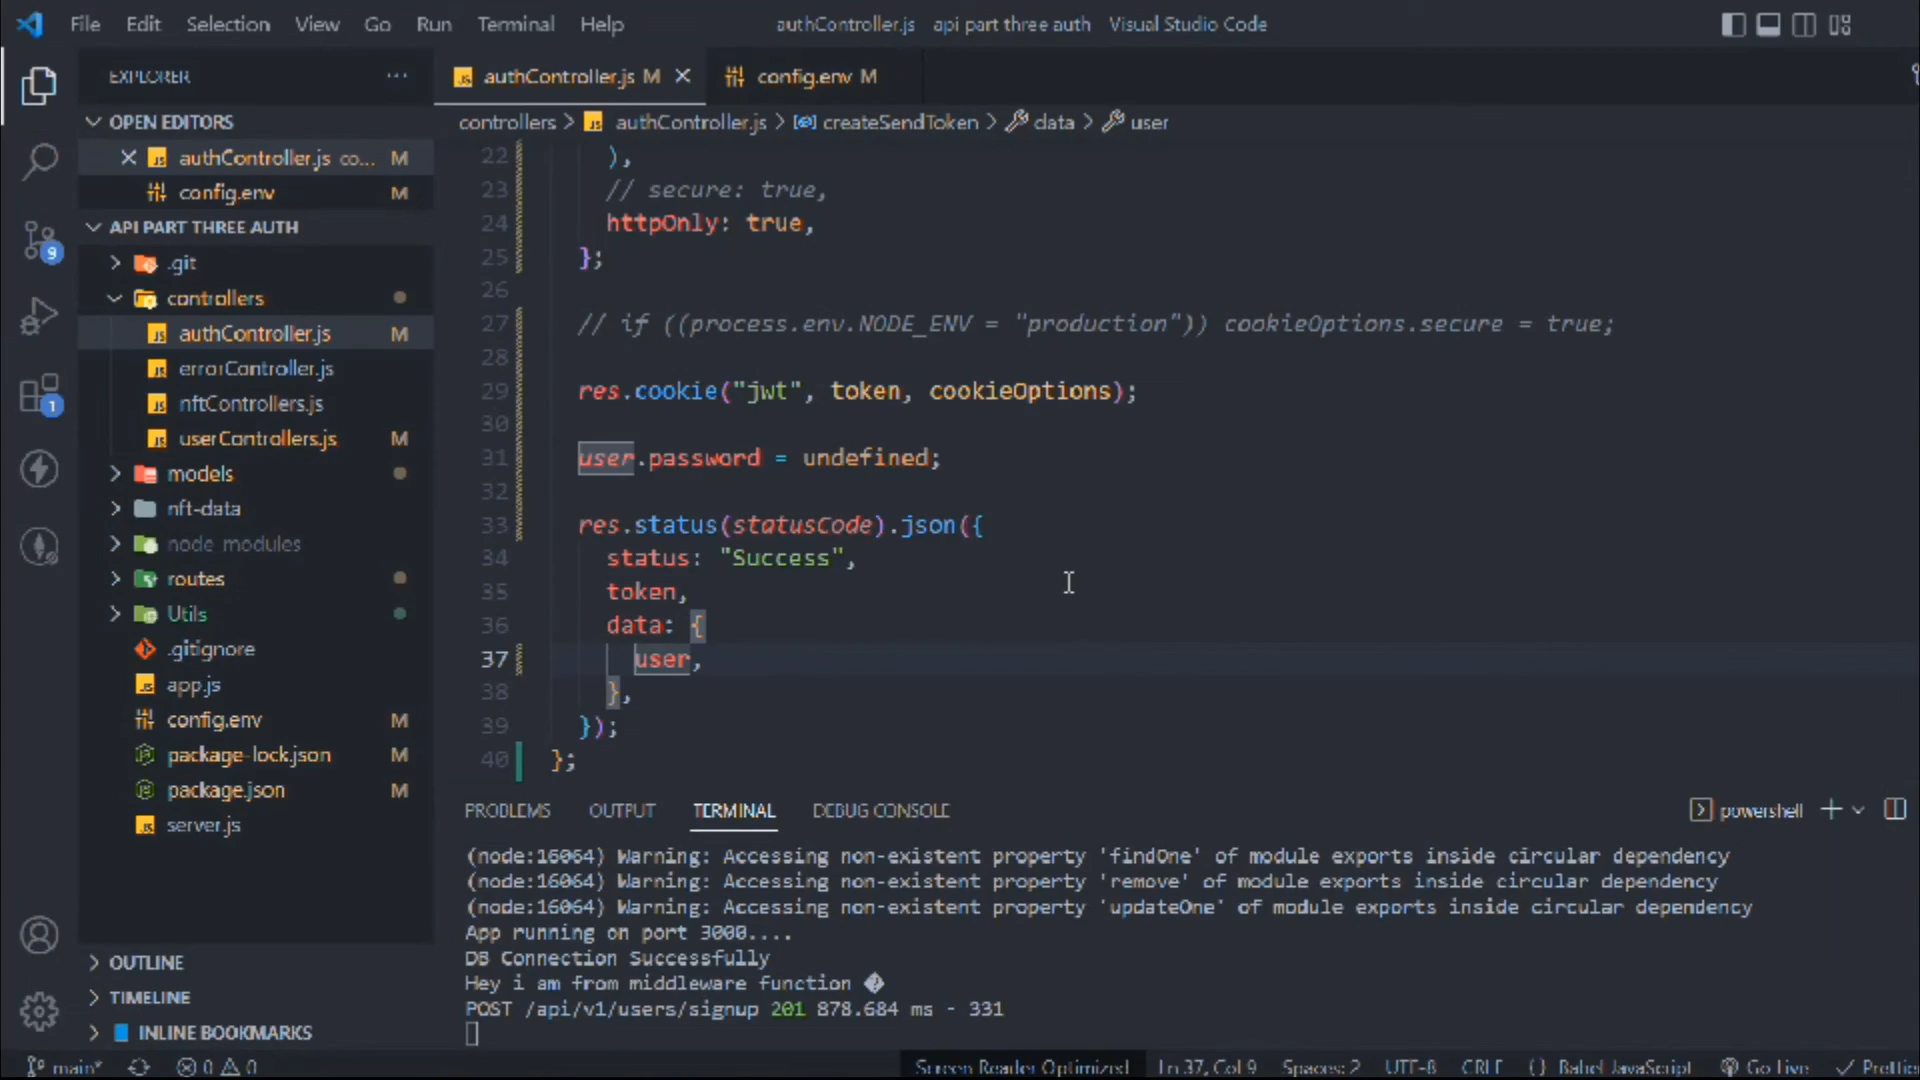 File Edit Selection View Go Run Terminal Help
authController.js api part three auth Visual Studio Code
EXPLORER
authController.js M
config.env M
OPEN EDITORS
controllers > authController.js > createSendToken > data > user
authController.js co... M
config.env M
API PART THREE AUTH
.git
controllers
authController.js M
errorController.js
nftControllers.js
userControllers.js M
models
nft-data
node_modules
routes
Utils
.gitignore
app.js
config.env M
package-lock.json M
package.json M
server.js
OUTLINE
TIMELINE
INLINE BOOKMARKS
22 ),
23 // secure: true,
24 httpOnly: true,
25 };
26
27 // if ((process.env.NODE_ENV = "production")) cookieOptions.secure = true;
28
29 res.cookie("jwt", token, cookieOptions);
30
31 user.password = undefined;
32
33 res.status(statusCode).json({
34 status: "Success",
35 token,
36 data: {
37 user,
38 },
39 });
40 };
PROBLEMS OUTPUT TERMINAL DEBUG CONSOLE
powershell
(node:16064) Warning: Accessing non-existent property 'findOne' of module exports inside circular dependency
(node:16064) Warning: Accessing non-existent property 'remove' of module exports inside circular dependency
(node:16064) Warning: Accessing non-existent property 'updateOne' of module exports inside circular dependency
App running on port 3000....
DB Connection Successfully
Hey i am from middleware function �
POST /api/v1/users/signup 201 878.684 ms - 331
9
1
main* 0 0
Screen Reader Optimized Ln 37, Col 9 Spaces: 2 UTF-8 CRLF {} Babel JavaScript Go Live